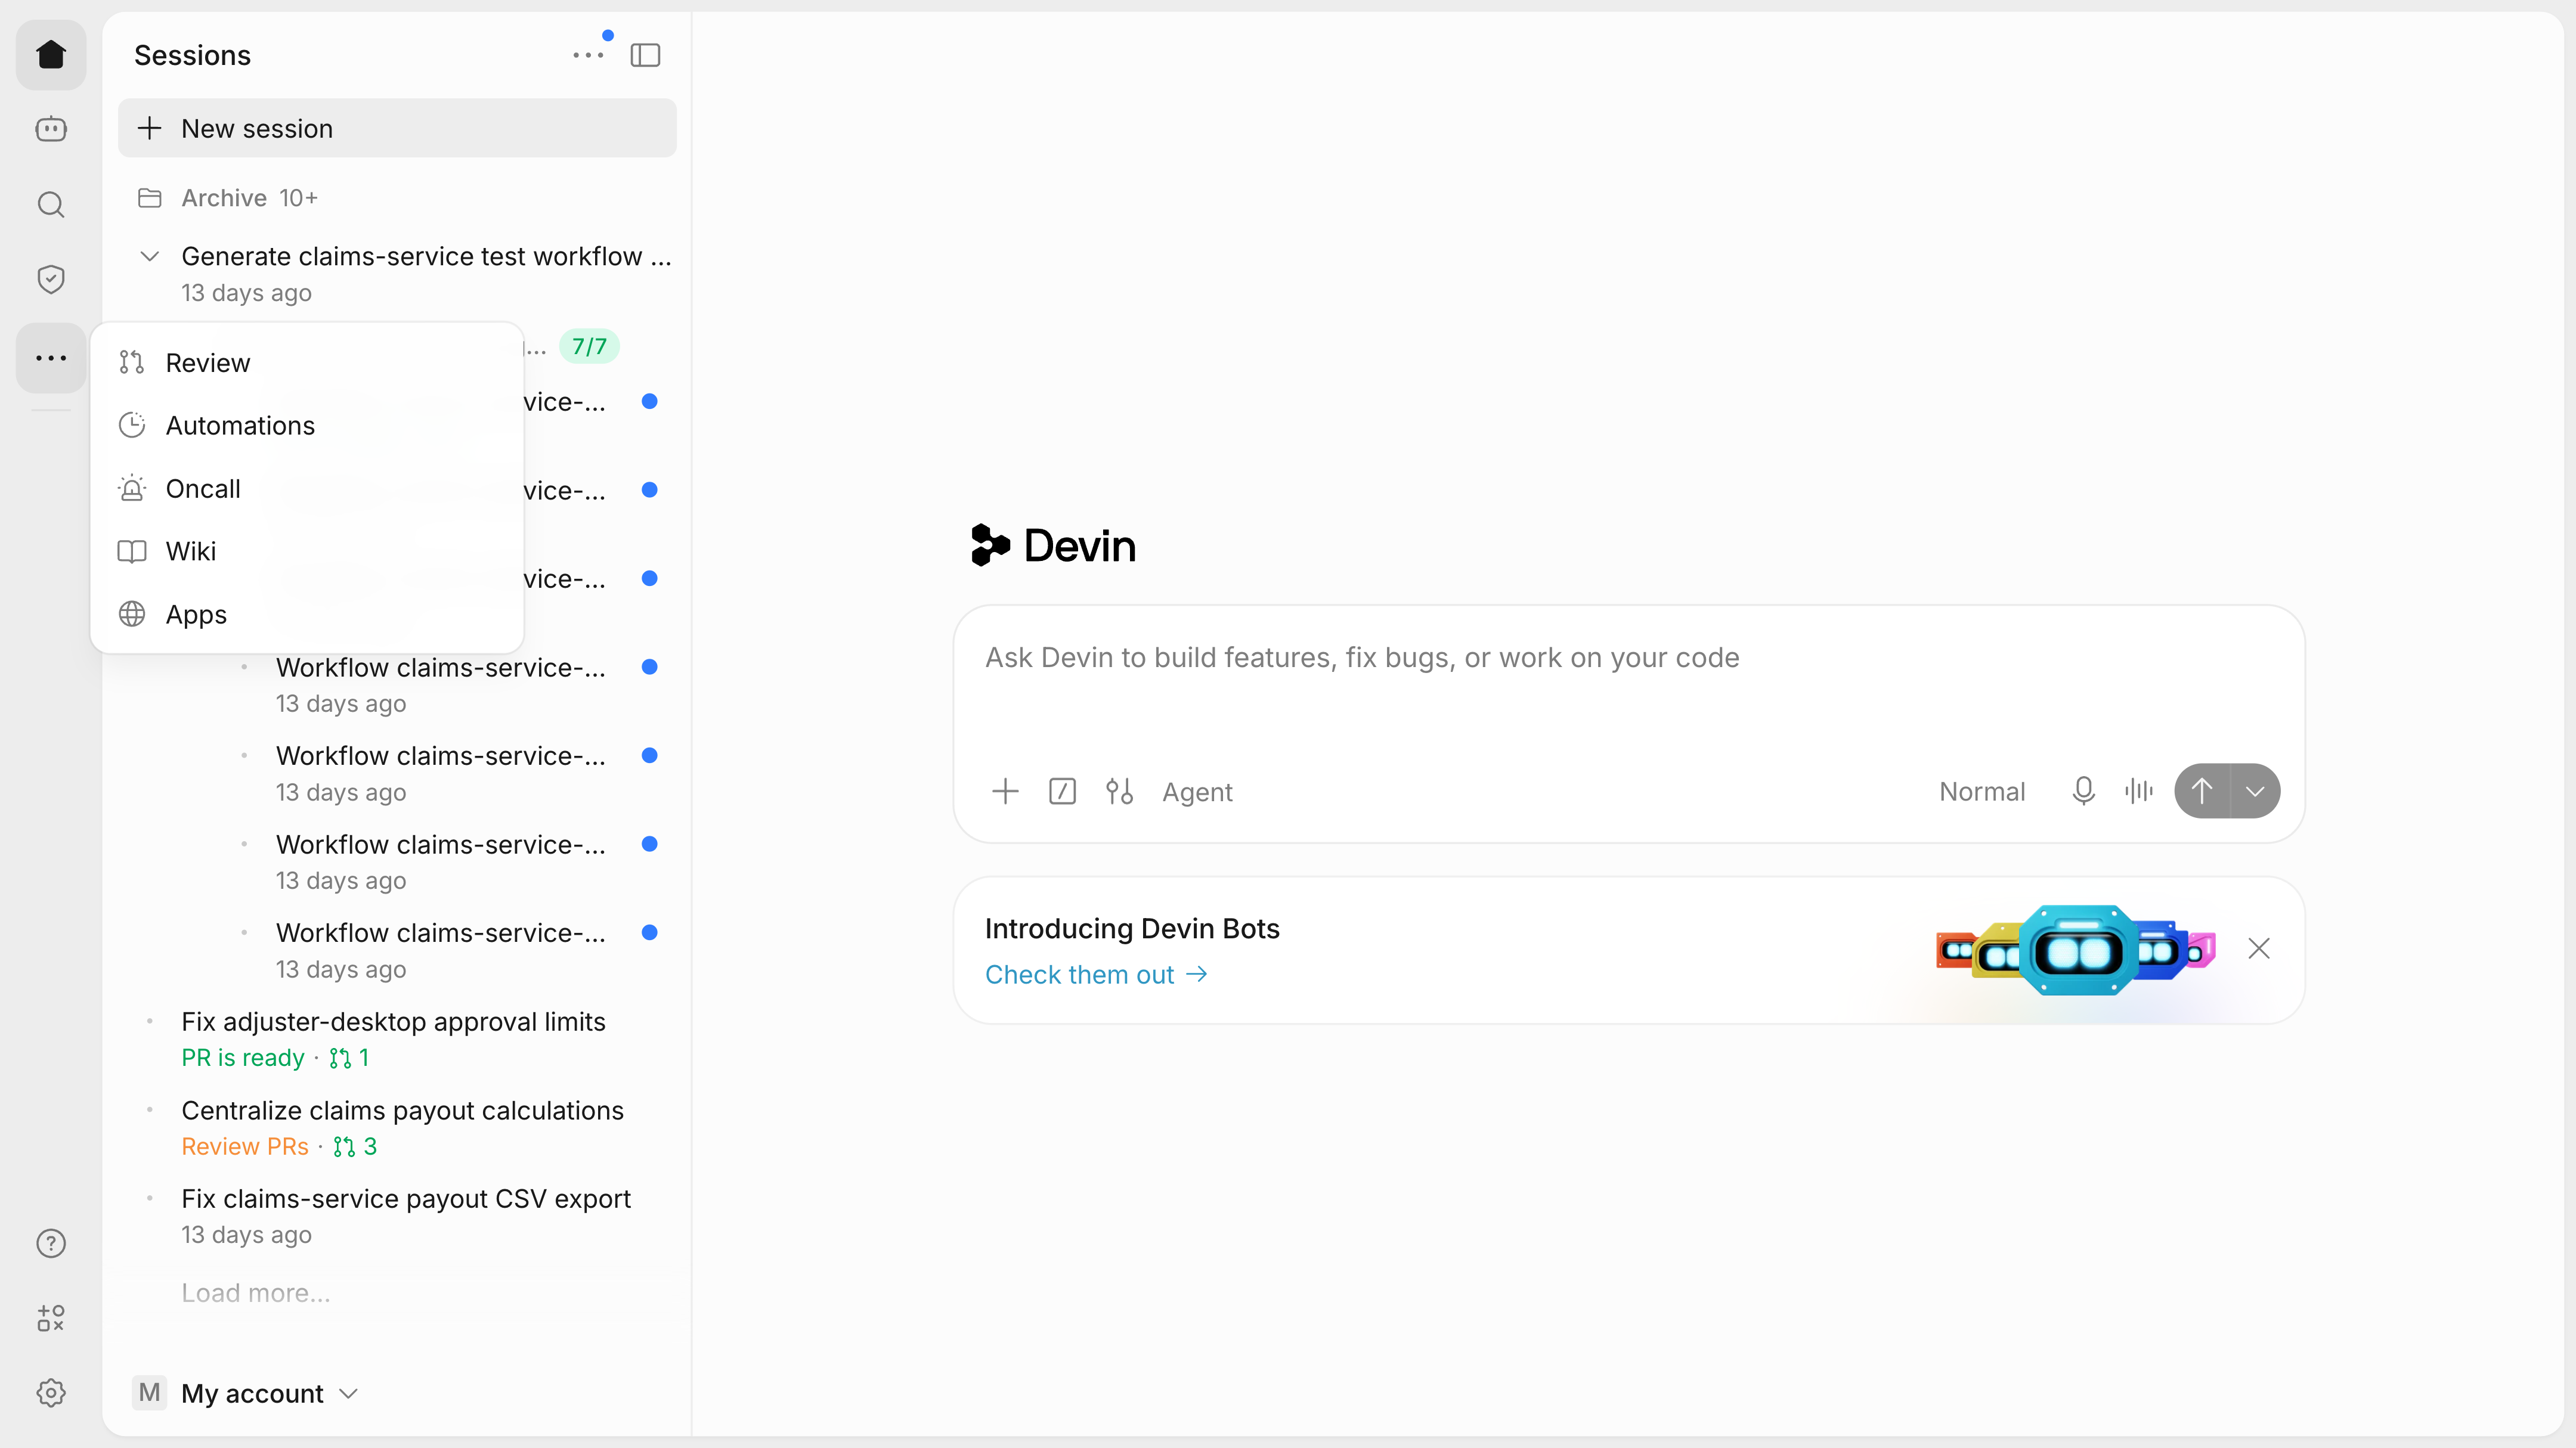 Sessions
New session
Archive 10+
Generate claims-service test workflow ...
13 days ago
... 7/7
vice-...
vice-...
vice-...
Review
Automations
Oncall
Wiki
Apps
Workflow claims-service-...
13 days ago
Workflow claims-service-...
13 days ago
Workflow claims-service-...
13 days ago
Workflow claims-service-...
13 days ago
Fix adjuster-desktop approval limits
PR is ready · 1
Centralize claims payout calculations
Review PRs · 3
Fix claims-service payout CSV export
13 days ago
Load more...
M My account
Devin
Ask Devin to build features, fix bugs, or work on your code
Agent
Normal
Introducing Devin Bots
Check them out →